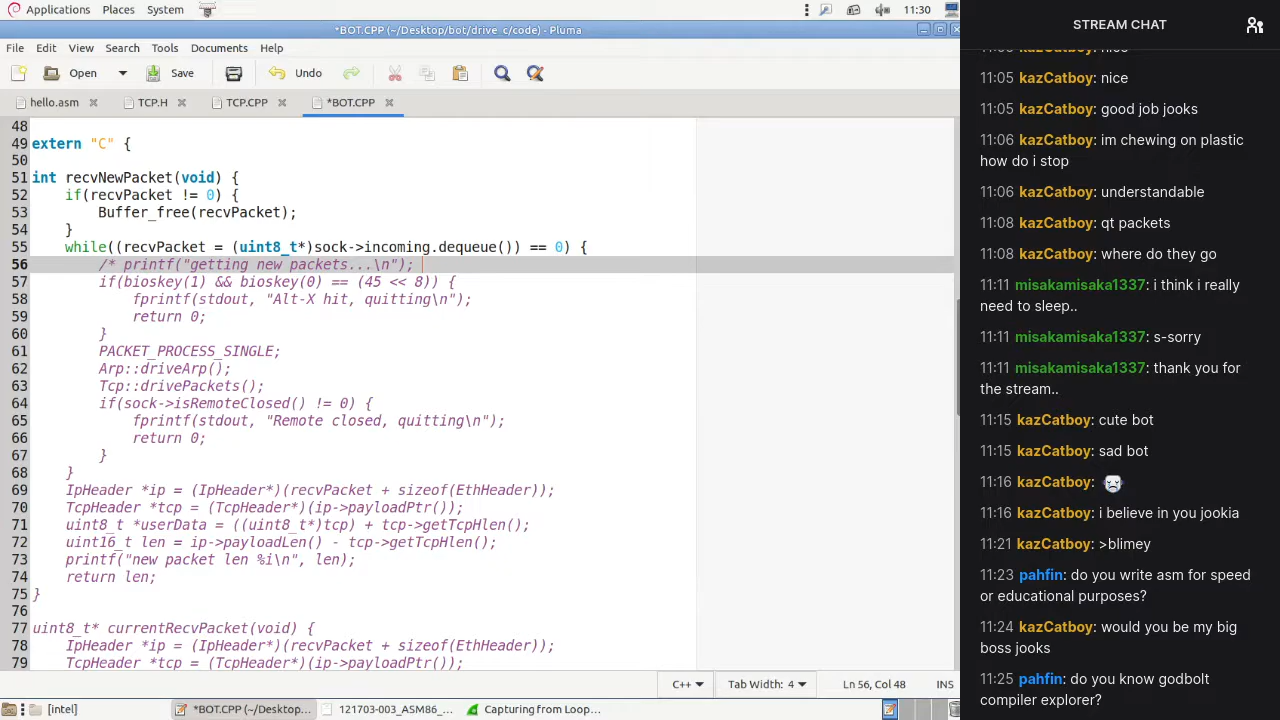 Applications Places System 11:30
*BOT.CPP (~/Desktop/bot/drive_c/code) - Pluma
File Edit View Search Tools Documents Help
Open Save Undo
hello.asm TCP.H TCP.CPP *BOT.CPP
48
49 extern "C" {
50
51 int recvNewPacket(void) {
52 if(recvPacket != 0) {
53 Buffer_free(recvPacket);
54 }
55 while((recvPacket = (uint8_t*)sock->incoming.dequeue()) == 0) {
56 /* printf("getting new packets...\n");
57 if(bioskey(1) && bioskey(0) == (45 << 8)) {
58 fprintf(stdout, "Alt-X hit, quitting\n");
59 return 0;
60 }
61 PACKET_PROCESS_SINGLE;
62 Arp::driveArp();
63 Tcp::drivePackets();
64 if(sock->isRemoteClosed() != 0) {
65 fprintf(stdout, "Remote closed, quitting\n");
66 return 0;
67 }
68 }
69 IpHeader *ip = (IpHeader*)(recvPacket + sizeof(EthHeader));
70 TcpHeader *tcp = (TcpHeader*)(ip->payloadPtr());
71 uint8_t *userData = ((uint8_t*)tcp) + tcp->getTcpHlen();
72 uint16_t len = ip->payloadLen() - tcp->getTcpHlen();
73 printf("new packet len %i\n", len);
74 return len;
75 }
76
77 uint8_t* currentRecvPacket(void) {
78 IpHeader *ip = (IpHeader*)(recvPacket + sizeof(EthHeader));
79 TcpHeader *tcp = (TcpHeader*)(ip->payloadPtr());
C++ Tab Width: 4 Ln 56, Col 48 INS
[intel] *BOT.CPP (~/Desktop... 121703-003_ASM86_... Capturing from Loop...
STREAM CHAT
11:05 kazCatboy: nice
11:05 kazCatboy: nice
11:05 kazCatboy: good job jooks
11:06 kazCatboy: im chewing on plastic
how do i stop
11:06 kazCatboy: understandable
11:08 kazCatboy: qt packets
11:08 kazCatboy: where do they go
11:11 misakamisaka1337: i think i really
need to sleep..
11:11 misakamisaka1337: s-sorry
11:11 misakamisaka1337: thank you for
the stream..
11:15 kazCatboy: cute bot
11:15 kazCatboy: sad bot
11:16 kazCatboy:
11:16 kazCatboy: i believe in you jookia
11:21 kazCatboy: >blimey
11:23 pahfin: do you write asm for speed
or educational purposes?
11:24 kazCatboy: would you be my big
boss jooks
11:25 pahfin: do you know godbolt
compiler explorer?